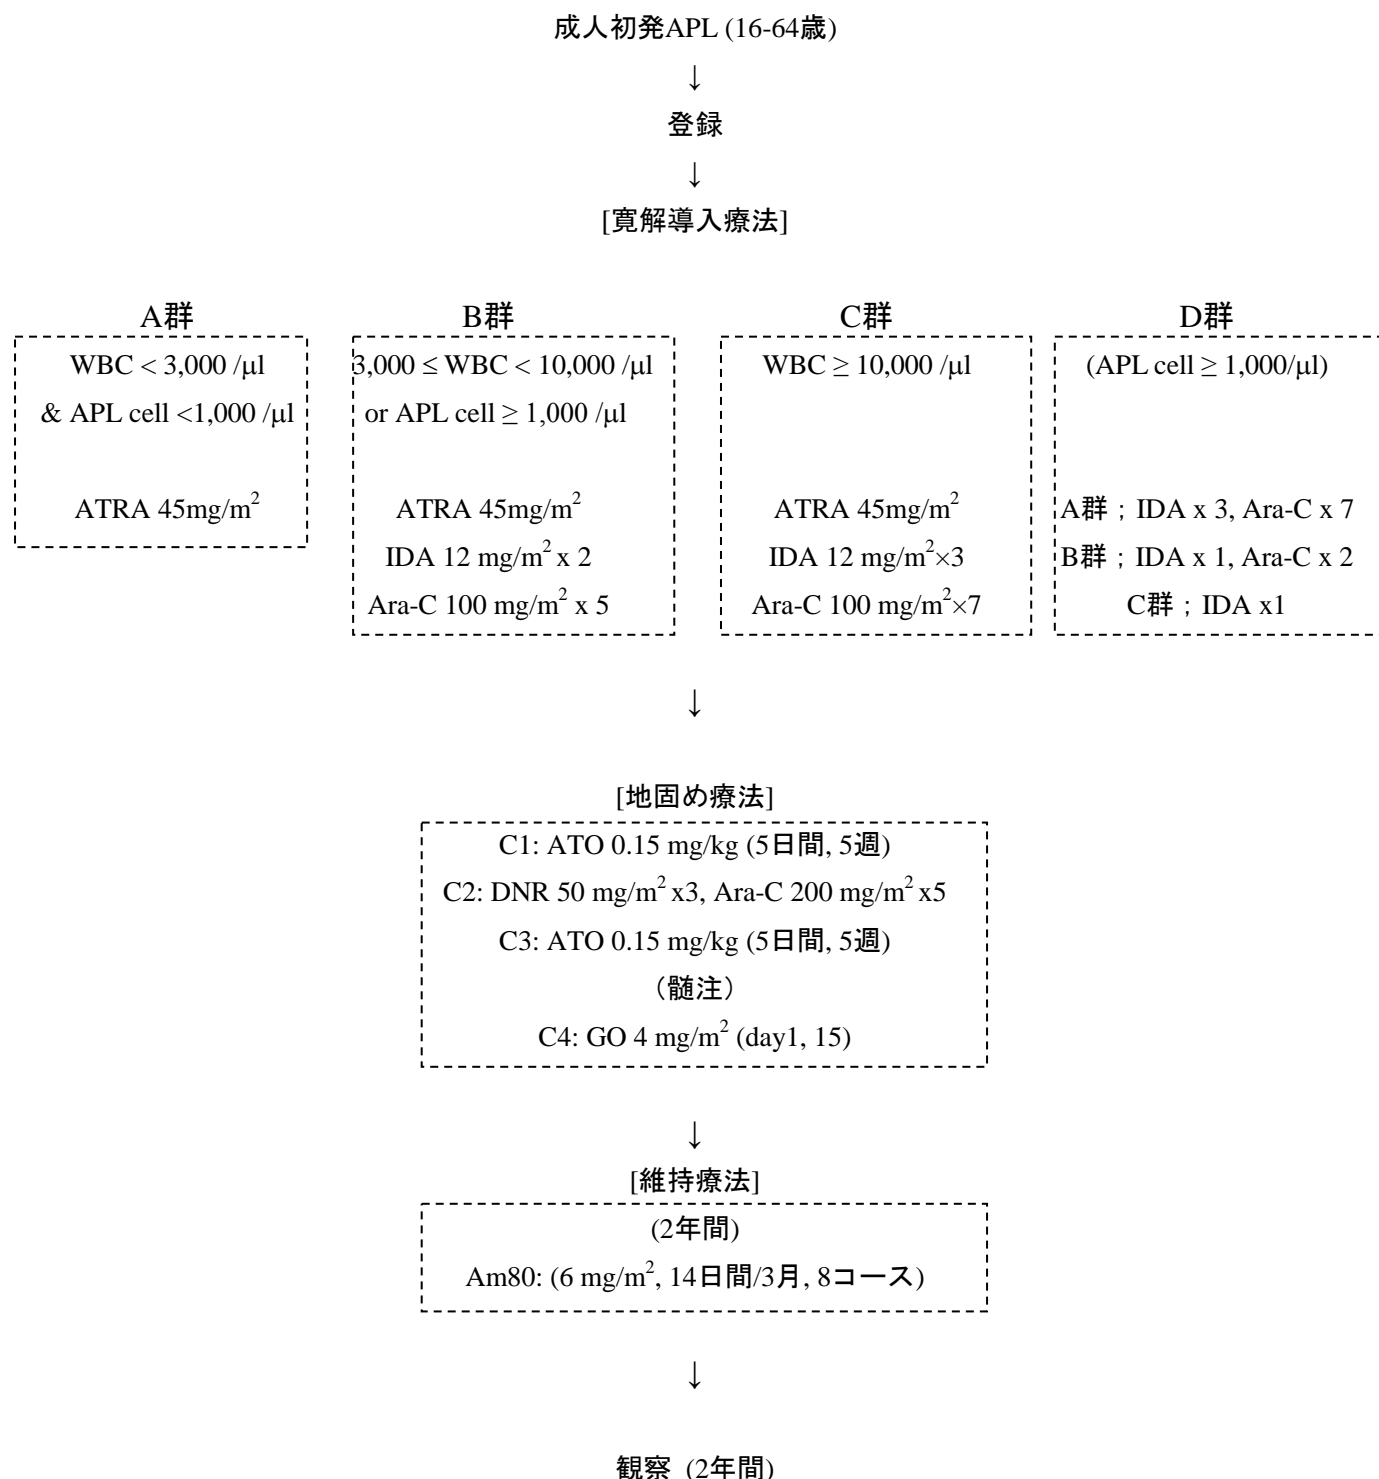 成人初発APL (16-64歳)
↓
登録
↓
[寛解導入療法]
A群
WBC < 3,000 /μl
& APL cell <1,000 /μl
ATRA 45mg/m²
B群
3,000 ≤ WBC < 10,000 /μl
or APL cell ≥ 1,000 /μl
ATRA 45mg/m²
IDA 12 mg/m² x 2
Ara-C 100 mg/m² x 5
C群
WBC ≥ 10,000 /μl
ATRA 45mg/m²
IDA 12 mg/m²×3
Ara-C 100 mg/m²×7
D群
(APL cell ≥ 1,000/μl)
A群；IDA x 3, Ara-C x 7
B群；IDA x 1, Ara-C x 2
C群；IDA x1
↓
[地固め療法]
C1: ATO 0.15 mg/kg (5日間, 5週)
C2: DNR 50 mg/m² x3, Ara-C 200 mg/m² x5
C3: ATO 0.15 mg/kg (5日間, 5週)
（髄注）
C4: GO 4 mg/m² (day1, 15)
↓
[維持療法]
(2年間)
Am80: (6 mg/m², 14日間/3月, 8コース)
↓
観察 (2年間)